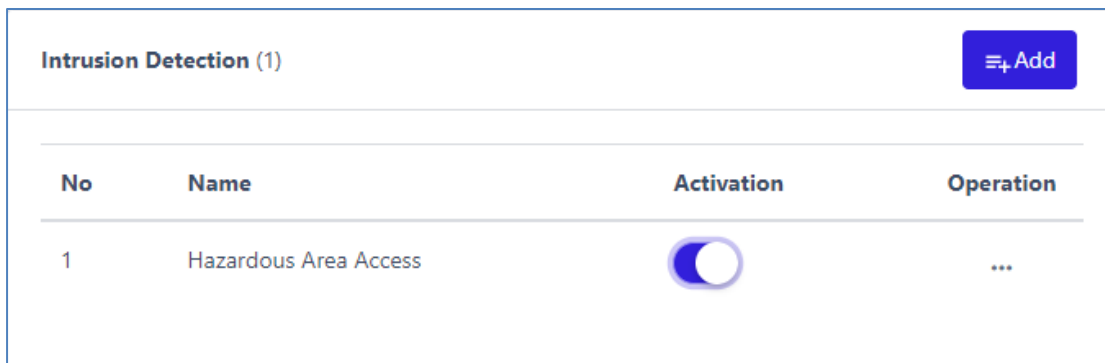 Intrusion Detection (1)
Add
No Name Activation Operation
1 Hazardous Area Access